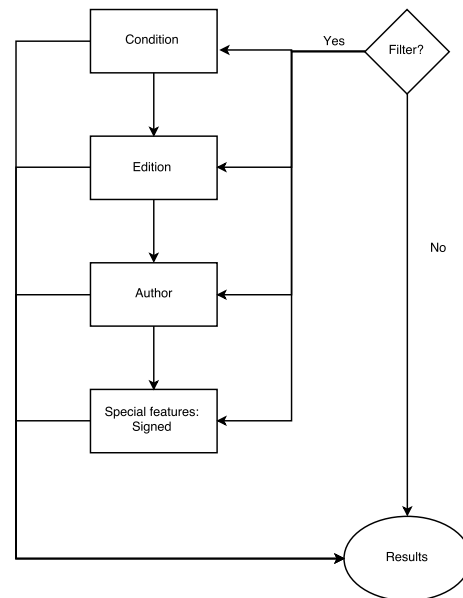 Condition
Yes
Filter?
Edition
No
Author
Special features:
Signed
Results